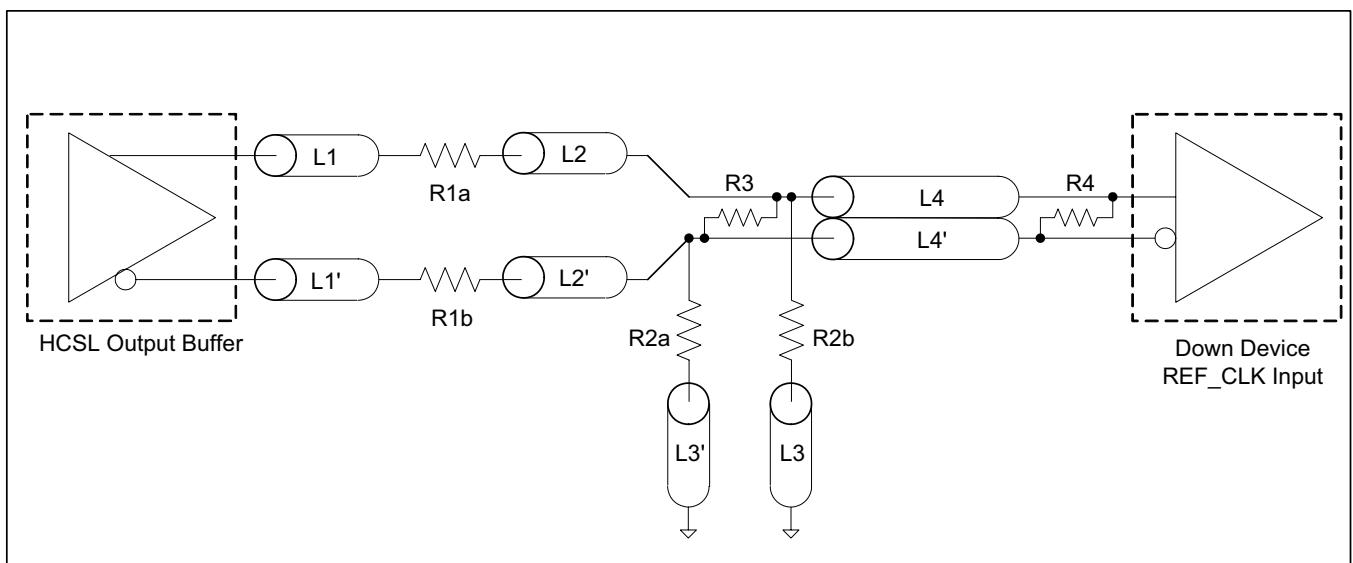 L1
R1a
L2
R3
L4
R4
L4'
L1'
R1b
L2'
R2a
R2b
HCSL Output Buffer
Down Device
REF_CLK Input
L3'
L3